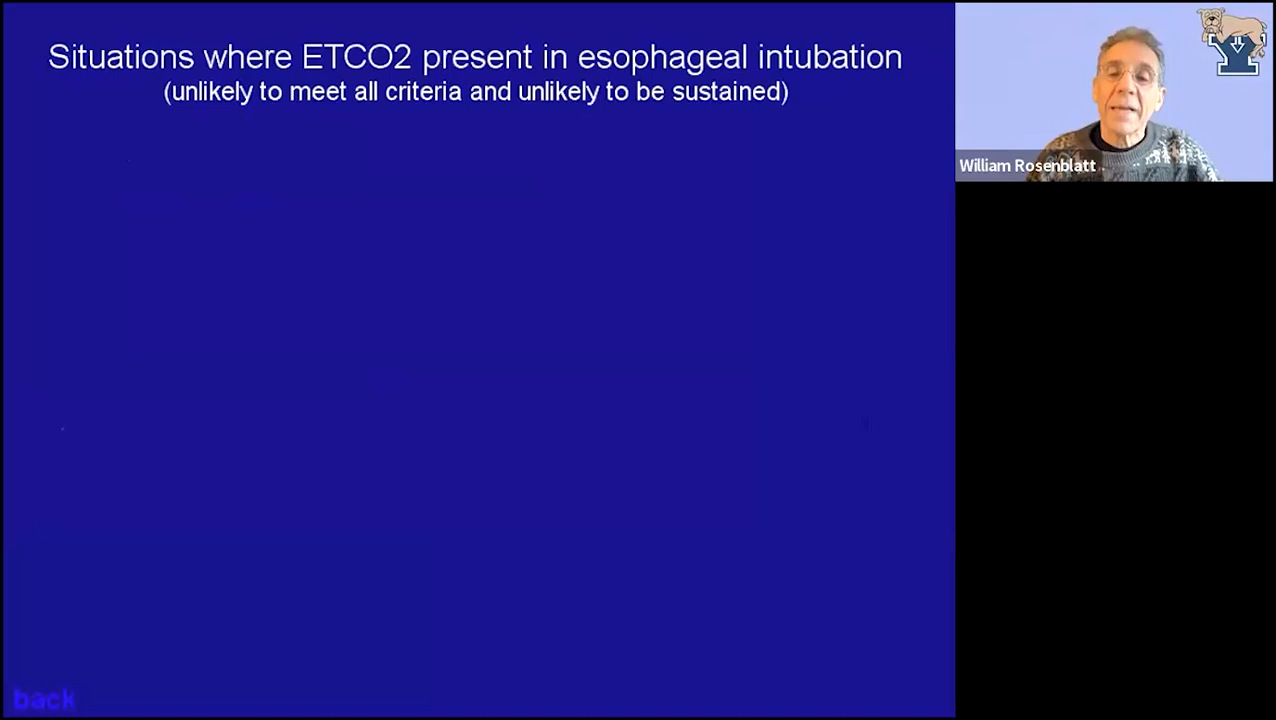 Situations where ETCO2 present in esophageal intubation
(unlikely to meet all criteria and unlikely to be sustained)
William Rosenblatt
back